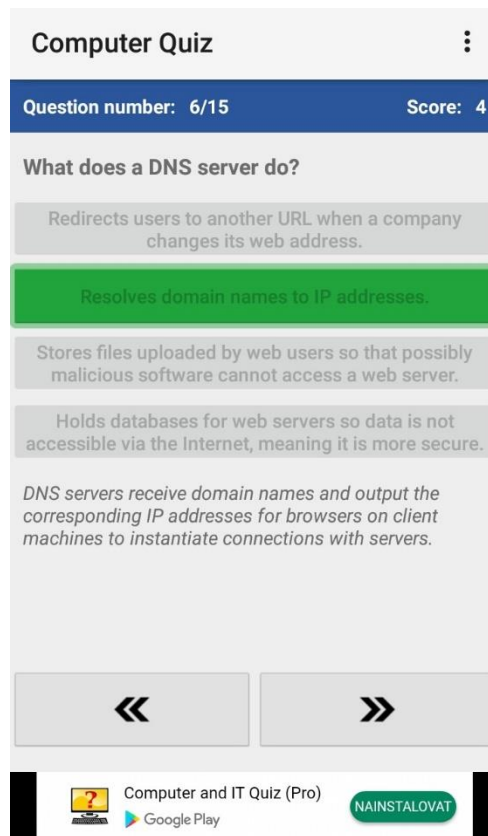 Computer Quiz
Question number: 6/15 Score: 4
What does a DNS server do?
Redirects users to another URL when a company
changes its web address.
Resolves domain names to IP addresses.
Stores files uploaded by web users so that possibly
malicious software cannot access a web server.
Holds databases for web servers so data is not
accessible via the Internet, meaning it is more secure.
DNS servers receive domain names and output the
corresponding IP addresses for browsers on client
machines to instantiate connections with servers.
?
Computer and IT Quiz (Pro)
Google Play
NAINSTALOVAT